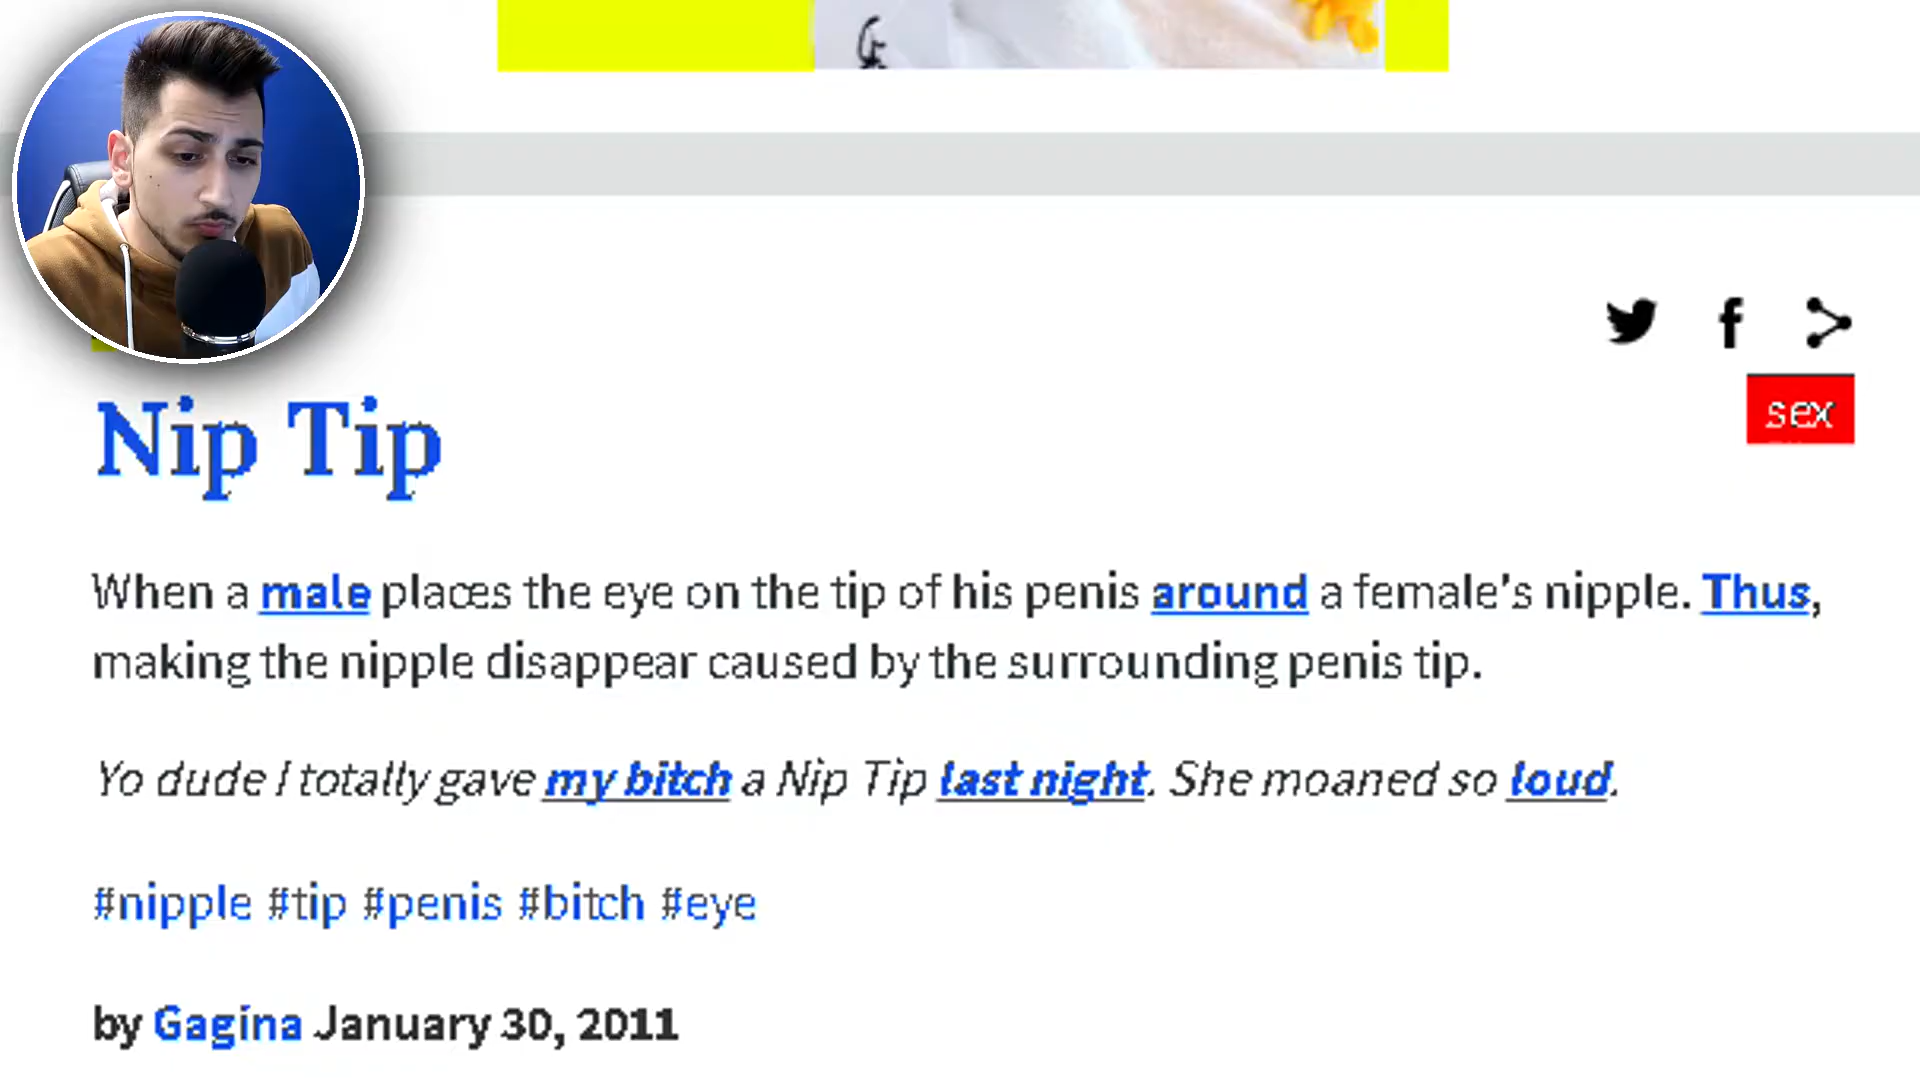 sex
Nip Tip
When a male places the eye on the tip of his penis around a female's nipple. Thus,
making the nipple disappear caused by the surrounding penis tip.
Yo dude I totally gave my bitch a Nip Tip last night. She moaned so loud.
#nipple #tip #penis #bitch #eye
by Gagina January 30, 2011